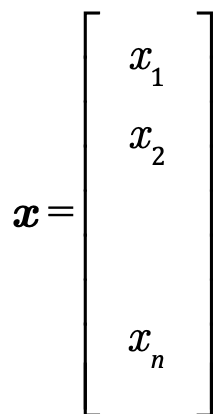 x₁
x₂
x =
xₙ